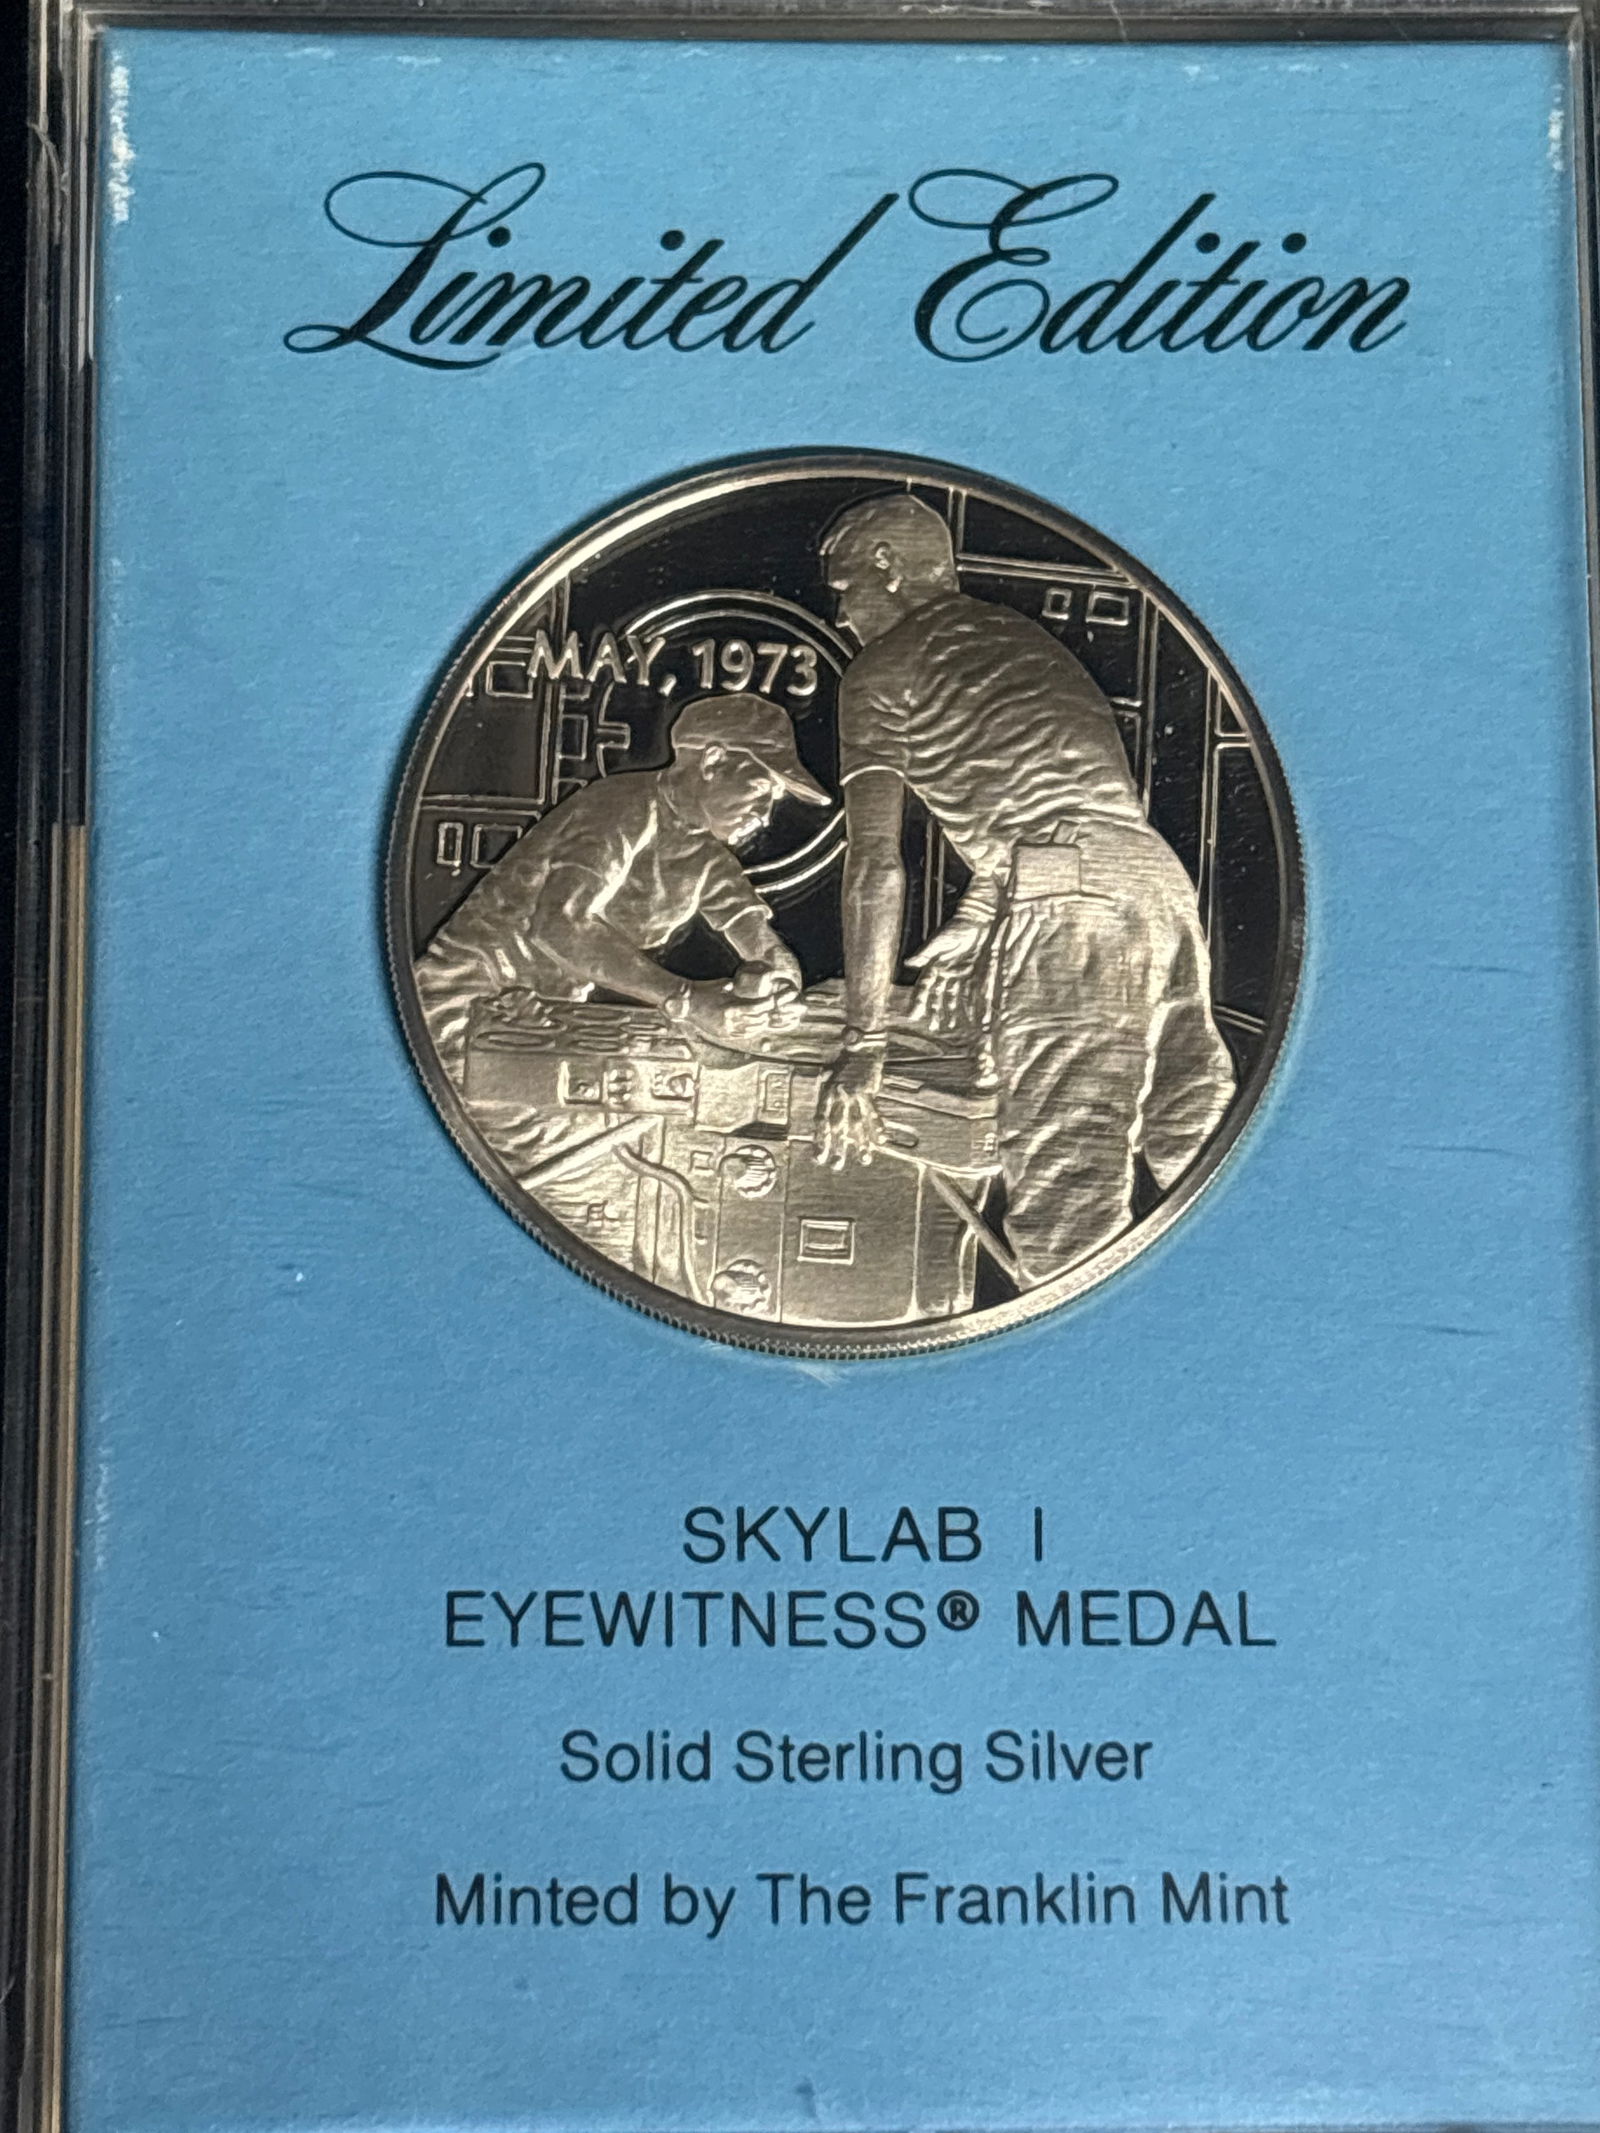 Limited Edition
MAY, 1973
SKYLAB I
EYEWITNESS® MEDAL
Solid Sterling Silver
Minted by The Franklin Mint